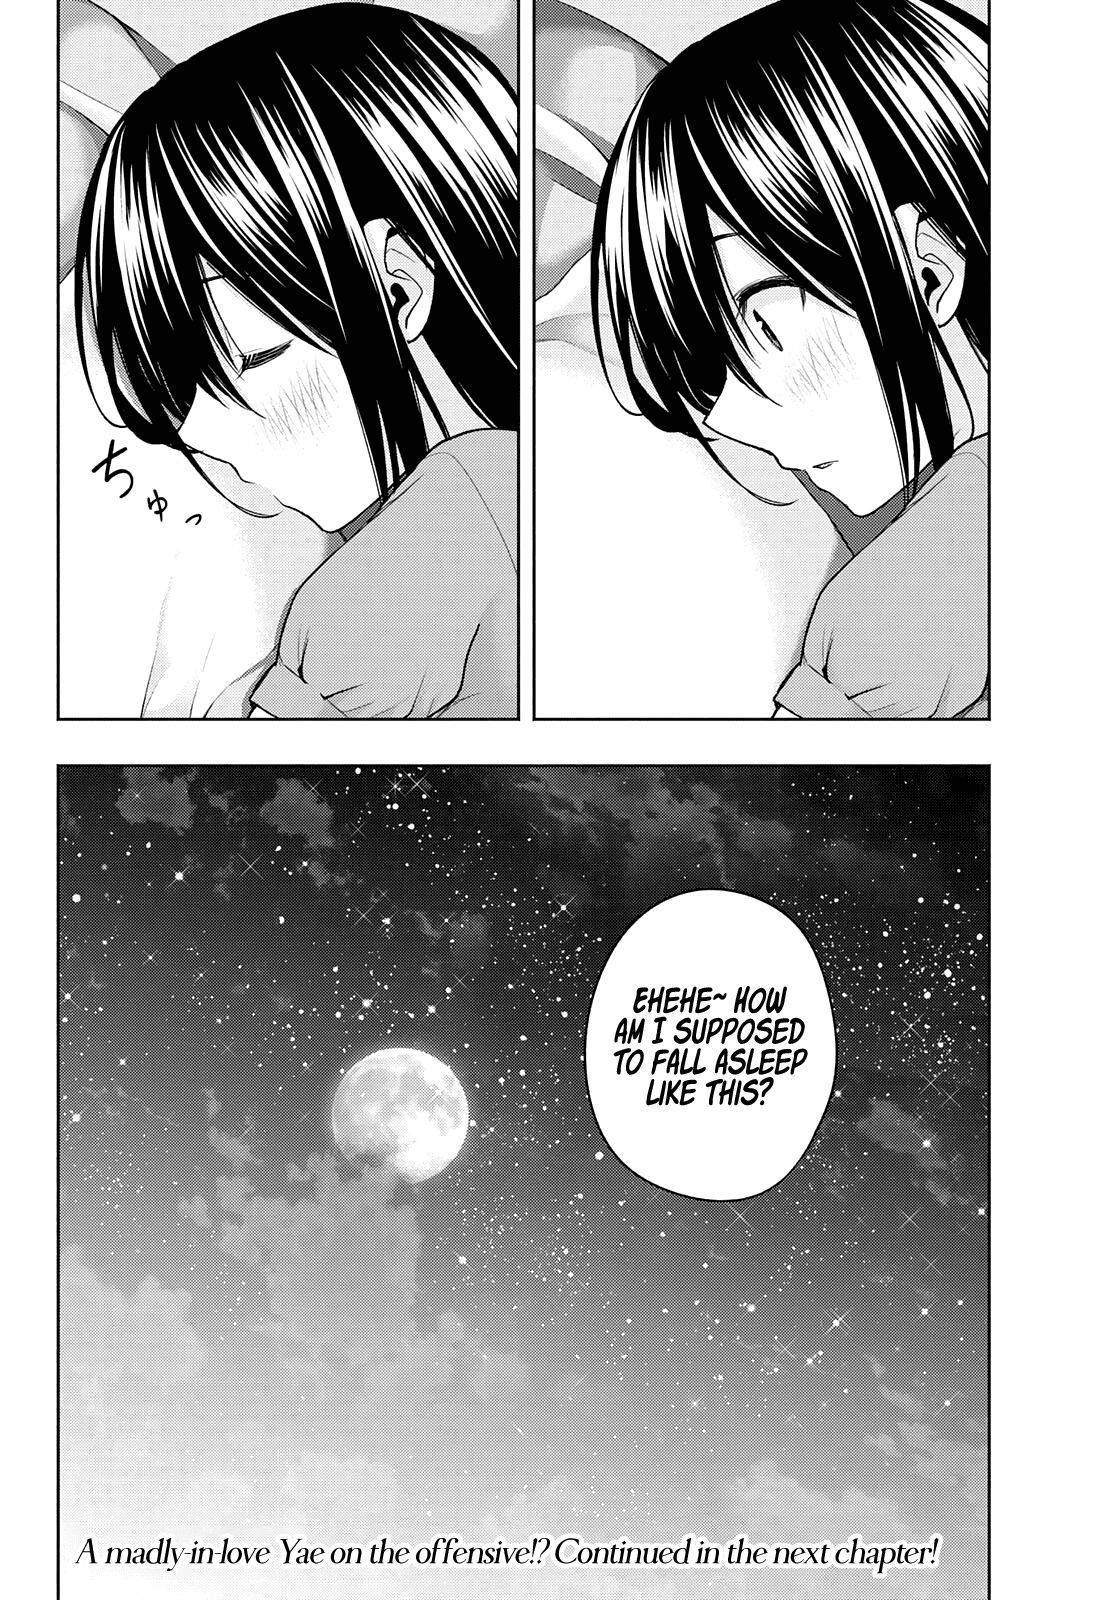 ちゅっ
EHEHE~ HOW
AM I SUPPOSED
TO FALL ASLEEP
LIKE THIS?
A madly-in-love Yae on the offensive!? Continued in the next chapter!